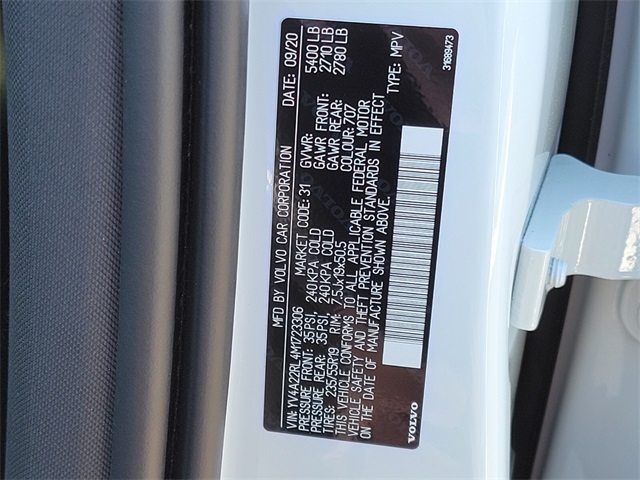 MFD BY VOLVO CAR CORPORATION DATE: 09/20
VIN: YV4A22RL4M1723306 MARKET CODE: 31 GVWR: 5400 LB
PRESSURE FRONT: 35PSI, 240KPA COLD GAWR FRONT: 2710 LB
PRESSURE REAR: 35PSI, 240KPA COLD GAWR REAR: 2780 LB
TIRES: 235/55R19 RIM: 7.5Jx19x50.5 COLOUR: 707
THIS VEHICLE CONFORMS TO ALL APPLICABLE FEDERAL MOTOR
VEHICLE SAFETY AND THEFT PREVENTION STANDARDS IN EFFECT
ON THE DATE OF MANUFACTURE SHOWN ABOVE. TYPE: MPV
VOLVO 31689473